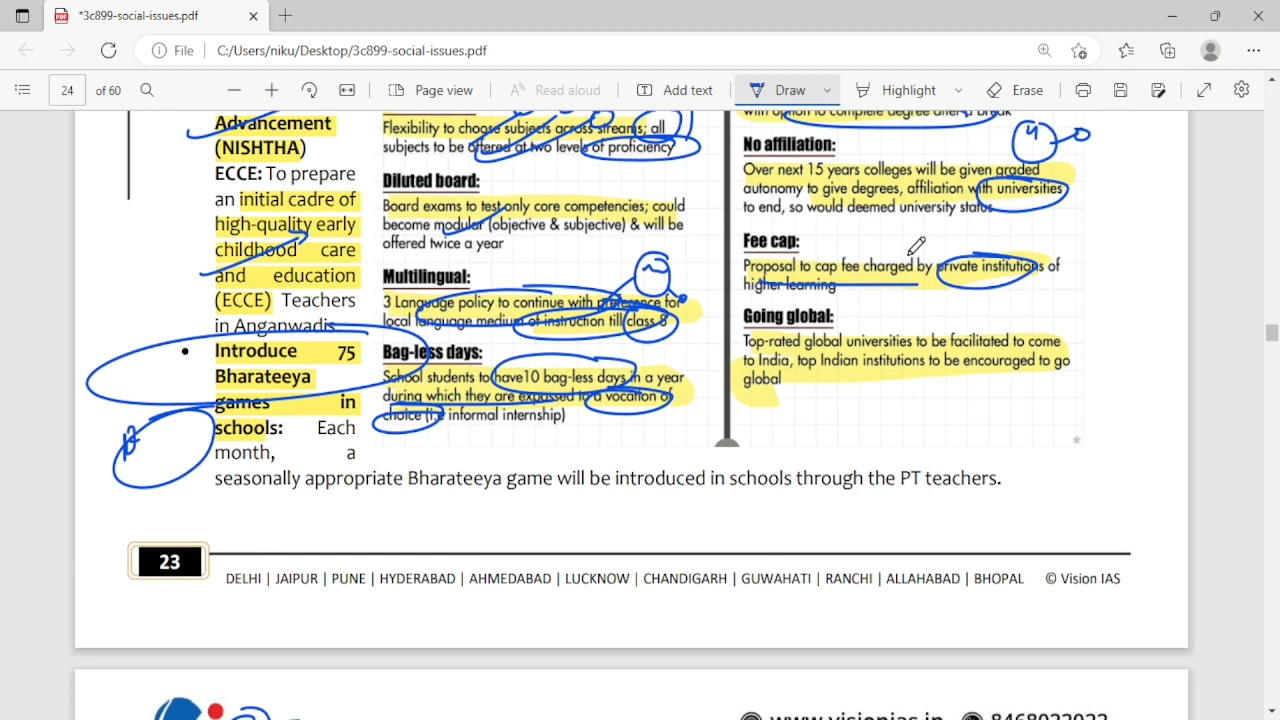 *3c899-social-issues.pdf
File C:/Users/niku/Desktop/3c899-social-issues.pdf
24 of 60 Page view Read aloud Add text Draw Highlight Erase
Advancement
(NISHTHA)
ECCE: To prepare
an initial cadre of
high-quality early
childhood care
and education
(ECCE) Teachers
in Anganwadis
• Introduce 75
Bharateeya
games in
schools: Each
month, a
seasonally appropriate Bharateeya game will be introduced in schools through the PT teachers.
Flexibility to choose subjects across streams; all
subjects to be offered at two levels of proficiency
Diluted board:
Board exams to test only core competencies; could
become modular (objective & subjective) & will be
offered twice a year
Multilingual:
3 Language policy to continue with preference for
local language medium of instruction till class 8
Bag-less days:
School students to have10 bag-less days in a year
during which they are exposed to a vocation of
choice (i.e informal internship)
with option to complete degree after a break
No affiliation:
Over next 15 years colleges will be given graded
autonomy to give degrees, affiliation with universities
to end, so would deemed university status
Fee cap:
Proposal to cap fee charged by private institutions of
higher learning
Going global:
Top-rated global universities to be facilitated to come
to India, top Indian institutions to be encouraged to go
global
23
DELHI | JAIPUR | PUNE | HYDERABAD | AHMEDABAD | LUCKNOW | CHANDIGARH | GUWAHATI | RANCHI | ALLAHABAD | BHOPAL © Vision IAS
www.visionias.in 8468022022